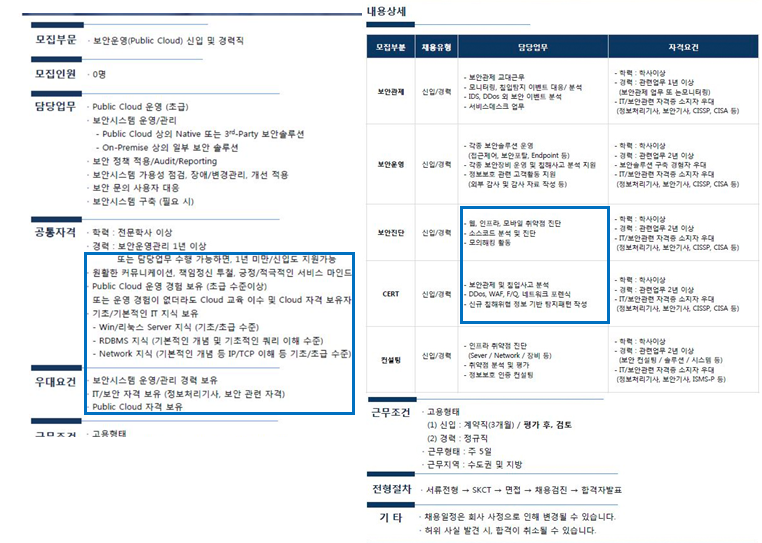 모집부문
· 보안운영(Public Cloud) 신입 및 경력직
모집인원
· 0명
담당업무
· Public Cloud 운영 (초급)
· 보안시스템 운영/관리
- Public Cloud 상의 Native 또는 3rd-Party 보안솔루션
- On-Premise 상의 일부 보안 솔루션
· 보안 정책 적용/Audit/Reporting
· 보안시스템 가용성 점검, 장애/변경관리, 개선 적용
· 보안 문의 사용자 대응
· 보안시스템 구축 (필요 시)
공통자격
· 학력 : 전문학사 이상
· 경력 : 보안운영관리 1년 이상
또는 담당업무 수행 가능하면, 1년 미만/신입도 지원가능
· 원활한 커뮤니케이션, 책임정신 투철, 긍정/적극적인 서비스 마인드
· Public Cloud 운영 경험 보유 (초급 수준이상)
또는 운영 경험이 없더라도 Cloud 교육 이수 및 Cloud 자격 보유자
· 기초/기본적인 IT 지식 보유
- Win/리눅스 Server 지식 (기초/초급 수준)
- RDBMS 지식 (기본적인 개념 및 기초적인 쿼리 이해 수준)
- Network 지식 (기본적인 개념 등 IP/TCP 이해 등 기초/초급 수준)
우대요건
· 보안시스템 운영/관리 경력 보유
· IT/보안 자격 보유 (정보처리기사, 보안 관련 자격)
· Public Cloud 자격 보유
근무조건
· 고용형태
내용상세
모집부분 채용유형 담당업무 자격요건
보안관제
신입/경력
- 보안관제 교대근무
- 모니터링, 침입탐지 이벤트 대응/ 분석
- IDS, DDos 외 보안 이벤트 분석
- 서비스데스크 업무
- 학력 : 학사이상
- 경력 : 관련업무 1년 이상
(보안관제 업무 또는 모니터링)
- IT/보안관련 자격증 소지자 우대
(정보처리기사, 보안기사, CISSP, CISA 등)
보안운영
신입/경력
- 각종 보안솔루션 운영
(접근제어, 보안포탈, Endpoint 등)
- 각종 보안장비 운영 및 침해사고 분석 지원
- 정보보호 관련 고객활동 지원
(외부 감사 및 감사 자료 작성 등)
- 학력 : 학사이상
- 경력 : 관련업무 2년 이상
- 보안솔루션 구축 경험자 우대
- IT/보안관련 자격증 소지자 우대
(정보처리기사, 보안기사, CISSP, CISA 등)
보안진단
신입/경력
- 웹, 인프라, 모바일 취약점 진단
- 소스코드 분석 및 진단
- 모의해킹 활동
- 학력 : 학사이상
- 경력 : 관련업무 2년 이상
- IT/보안관련 자격증 소지자 우대
(정보처리기사, 보안기사, CISSP, CISA 등)
CERT
신입/경력
- 보안관제 및 침입사고 분석
- DDos, WAF, F/Q, 네트워크 포렌식
- 신규 침해위협 정보 기반 탐지패턴 작성
- 학력 : 학사이상
- 경력 : 관련업무 2년 이상
- IT/보안관련 자격증 소지자 우대
(정보처리기사, 보안기사, CISSP, CISA 등)
컨설팅
신입/경력
- 인프라 취약점 진단
(Sever / Network / 장비 등)
- 취약점 분석 및 평가
- 정보보호 인증 컨설팅
- 학력 : 학사이상
- 경력 : 관련업무 2년 이상
(보안 컨설팅 / 솔루션 / 시스템 등)
- IT/보안관련 자격증 소지자 우대
(정보처리기사, 보안기사, ISMS-P 등)
근무조건
· 고용형태
(1) 신입 : 계약직(3개월) / 평가 후, 검토
(2) 경력 : 정규직
· 근무형태 : 주 5일
· 근무지역 : 수도권 및 지방
전형절차
· 서류전형 → SKCT → 면접 → 채용검진 → 합격자발표
기 타
· 채용일정은 회사 사정으로 인해 변경될 수 있습니다.
· 허위 사실 발견 시, 합격이 취소될 수 있습니다.